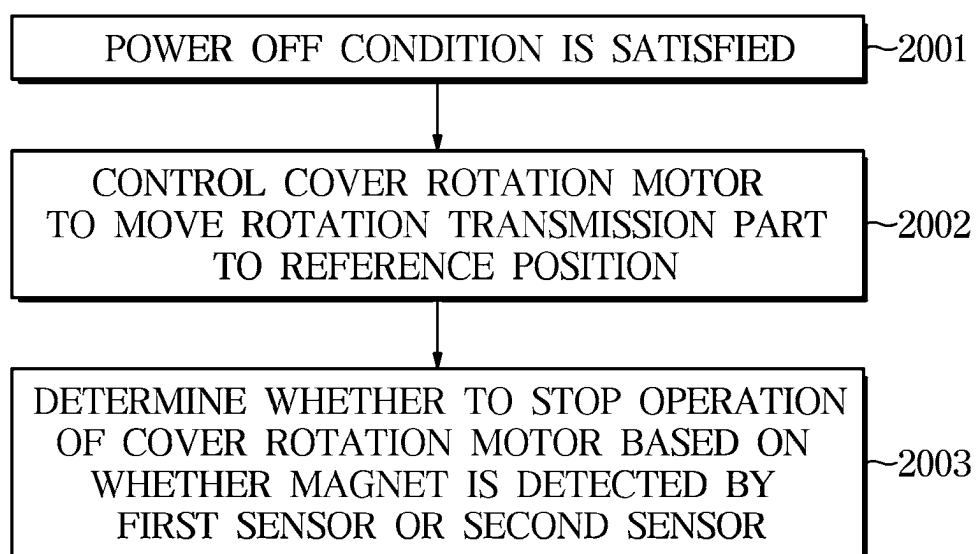 POWER OFF CONDITION IS SATISFIED
2001
CONTROL COVER ROTATION MOTOR
TO MOVE ROTATION TRANSMISSION PART
TO REFERENCE POSITION
2002
DETERMINE WHETHER TO STOP OPERATION
OF COVER ROTATION MOTOR BASED ON
WHETHER MAGNET IS DETECTED BY
FIRST SENSOR OR SECOND SENSOR
2003